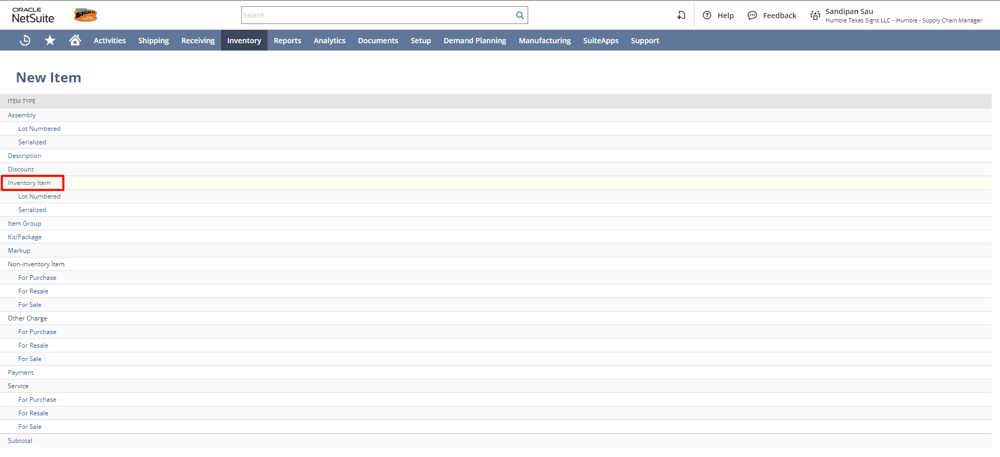 ORACLE
NetSuite
SIGN CO
Search
Help
Feedback
Sandipan Sau
Humble Texas Signs LLC - Humble - Supply Chain Manager
Activities Shipping Receiving Inventory Reports Analytics Documents Setup Demand Planning Manufacturing SuiteApps Support
New Item
ITEM TYPE
Assembly
Lot Numbered
Serialized
Description
Discount
Inventory Item
Lot Numbered
Serialized
Item Group
Kit/Package
Markup
Non-inventory Item
For Purchase
For Resale
For Sale
Other Charge
For Purchase
For Resale
For Sale
Payment
Service
For Purchase
For Resale
For Sale
Subtotal